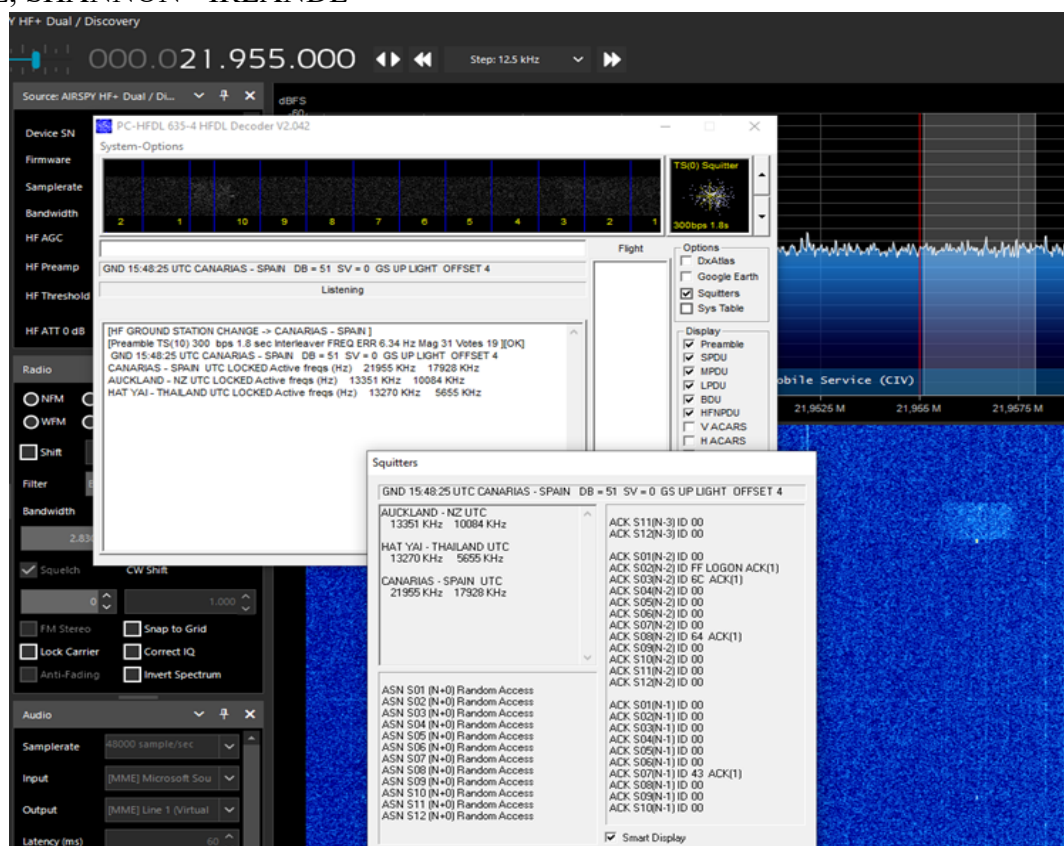 SHANNON - IRLANDE
Y HF+ Dual / Discovery
000.021.955.000
Step: 12.5 kHz
Source: AIRSPY HF+ Dual / Di...
dBFS
-60
Device SN
Firmware
Samplerate
Bandwidth
HF AGC
HF Preamp
HF Threshold
HF ATT 0 dB
PC-HFDL 635-4 HFDL Decoder V2.042
System-Options
2 1 10 9 8 7 6 5 4 3 2 1
TS(0) Squitter
300bps 1.8s
GND 15:48:25 UTC CANARIAS - SPAIN DB = 51 SV = 0 GS UP LIGHT OFFSET 4
Listening
Flight
Options
DxAtlas
Google Earth
Squitters
Sys Table
Display
Preamble
SPDU
MPDU
LPDU
BDU
HFNPDU
V ACARS
H ACARS
[HF GROUND STATION CHANGE -> CANARIAS - SPAIN ]
[Preamble TS(10) 300 bps 1.8 sec Interleaver FREQ ERR 6.34 Hz Mag 31 Votes 19 ][OK]
GND 15:48:25 UTC CANARIAS - SPAIN DB = 51 SV = 0 GS UP LIGHT OFFSET 4
CANARIAS - SPAIN UTC LOCKED Active freqs (Hz) 21955 KHz 17928 KHz
AUCKLAND - NZ UTC LOCKED Active freqs (Hz) 13351 KHz 10084 KHz
HAT YAI - THAILAND UTC LOCKED Active freqs (Hz) 13270 KHz 5655 KHz
obile Service (CIV)
21,9525 M 21,955 M 21,9575 M
Radio
NFM
WFM
Shift
Filter
Bandwidth
Squelch
CW Shift
0
1.000
FM Stereo
Snap to Grid
Lock Carrier
Correct IQ
Anti-Fading
Invert Spectrum
Audio
Samplerate
48000 sample/sec
Input
[MME] Microsoft Sou
Output
[MME] Line 1 (Virtual
Latency (ms)
60
Squitters
GND 15:48:25 UTC CANARIAS - SPAIN DB = 51 SV = 0 GS UP LIGHT OFFSET 4
AUCKLAND - NZ UTC
13351 KHz 10084 KHz
HAT YAI - THAILAND UTC
13270 KHz 5655 KHz
CANARIAS - SPAIN UTC
21955 KHz 17928 KHz
ASN S01 (N+0) Random Access
ASN S02 (N+0) Random Access
ASN S03 (N+0) Random Access
ASN S04 (N+0) Random Access
ASN S05 (N+0) Random Access
ASN S06 (N+0) Random Access
ASN S07 (N+0) Random Access
ASN S08 (N+0) Random Access
ASN S09 (N+0) Random Access
ASN S10 (N+0) Random Access
ASN S11 (N+0) Random Access
ASN S12 (N+0) Random Access
ACK S11(N-3) ID 00
ACK S12(N-3) ID 00
ACK S01(N-2) ID 00
ACK S02(N-2) ID FF LOGON ACK(1)
ACK S03(N-2) ID 6C ACK(1)
ACK S04(N-2) ID 00
ACK S05(N-2) ID 00
ACK S06(N-2) ID 00
ACK S07(N-2) ID 00
ACK S08(N-2) ID 64 ACK(1)
ACK S09(N-2) ID 00
ACK S10(N-2) ID 00
ACK S11(N-2) ID 00
ACK S12(N-2) ID 00
ACK S01(N-1) ID 00
ACK S02(N-1) ID 00
ACK S03(N-1) ID 00
ACK S04(N-1) ID 00
ACK S05(N-1) ID 00
ACK S06(N-1) ID 00
ACK S07(N-1) ID 43 ACK(1)
ACK S08(N-1) ID 00
ACK S09(N-1) ID 00
ACK S10(N-1) ID 00
Smart Display